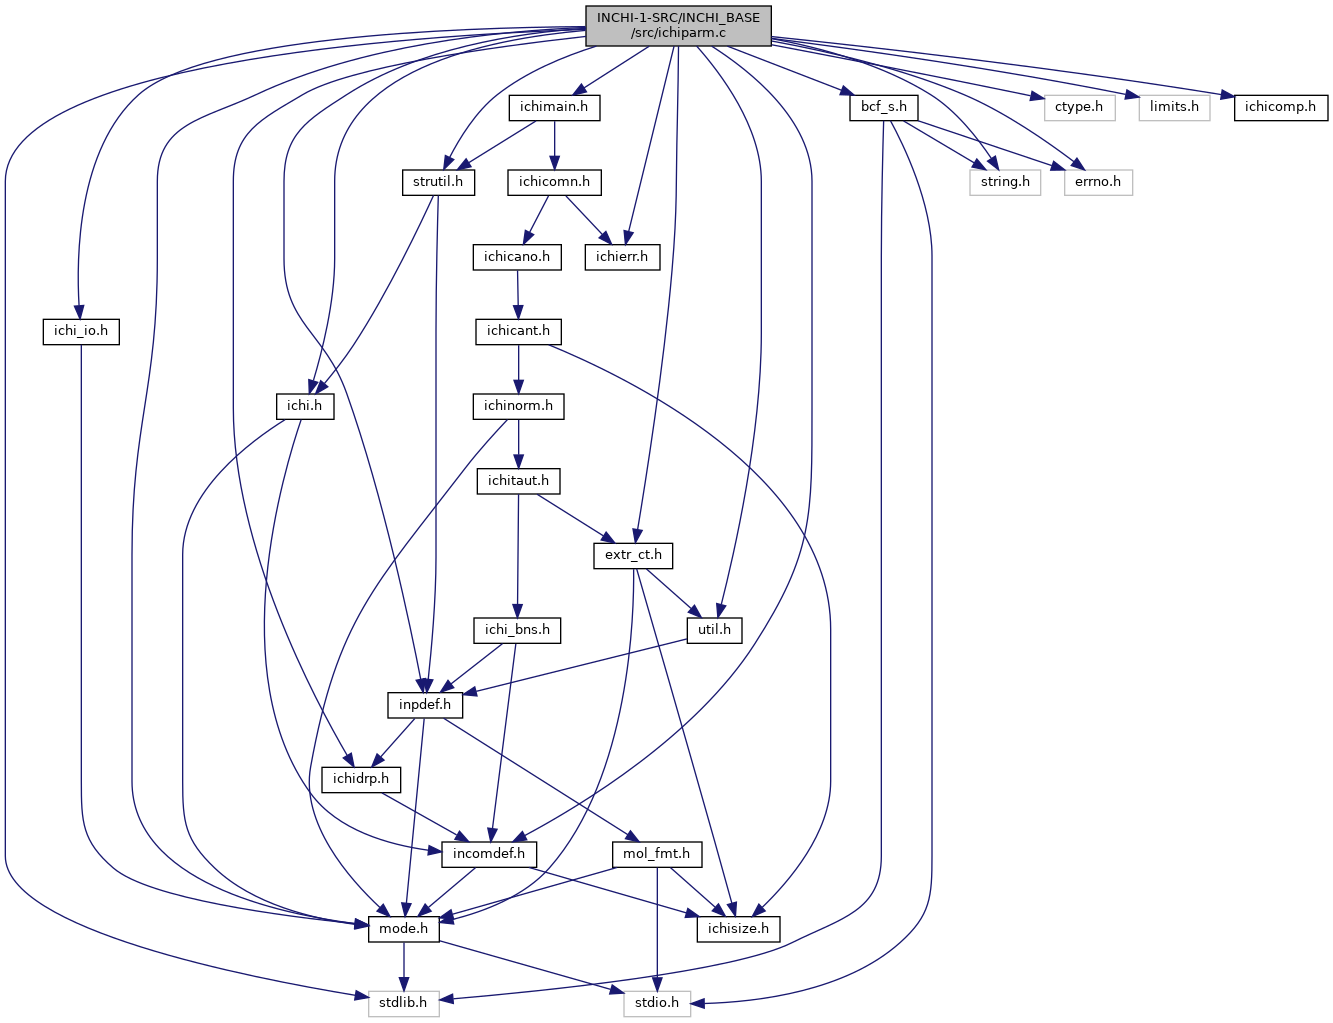 INCHI-1-SRC/INCHI_BASE
/src/ichiparm.c
ichimain.h
bcf_s.h
ctype.h
limits.h
ichicomp.h
strutil.h
ichicomn.h
string.h
errno.h
ichicano.h
ichierr.h
ichi_io.h
ichicant.h
ichi.h
ichinorm.h
ichitaut.h
extr_ct.h
ichi_bns.h
util.h
inpdef.h
ichidrp.h
incomdef.h
mol_fmt.h
mode.h
ichisize.h
stdlib.h
stdio.h